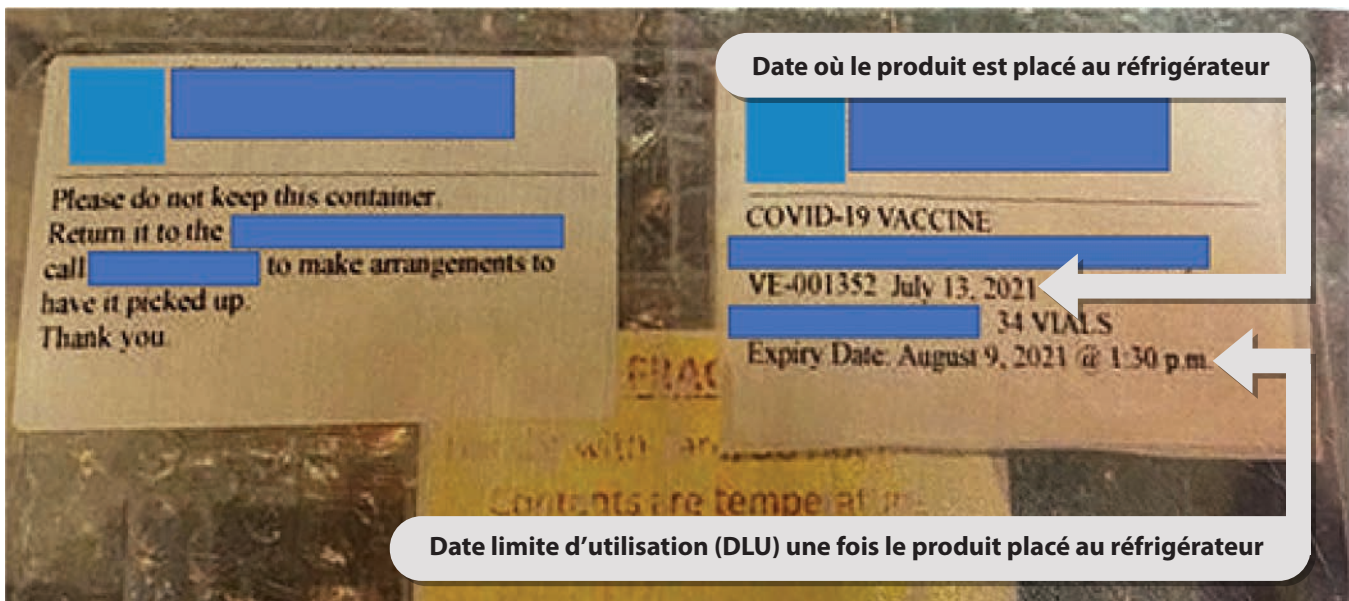 Date où le produit est placé au réfrigérateur
Please do not keep this container.
Return it to the
call to make arrangements to
have it picked up.
Thank you.
COVID-19 VACCINE
VE-001352 July 13, 2021
34 VIALS
Expiry Date: August 9, 2021 @ 1:30 p.m.
FRAG
with
Contents are temperature
Date limite d'utilisation (DLU) une fois le produit placé au réfrigérateur